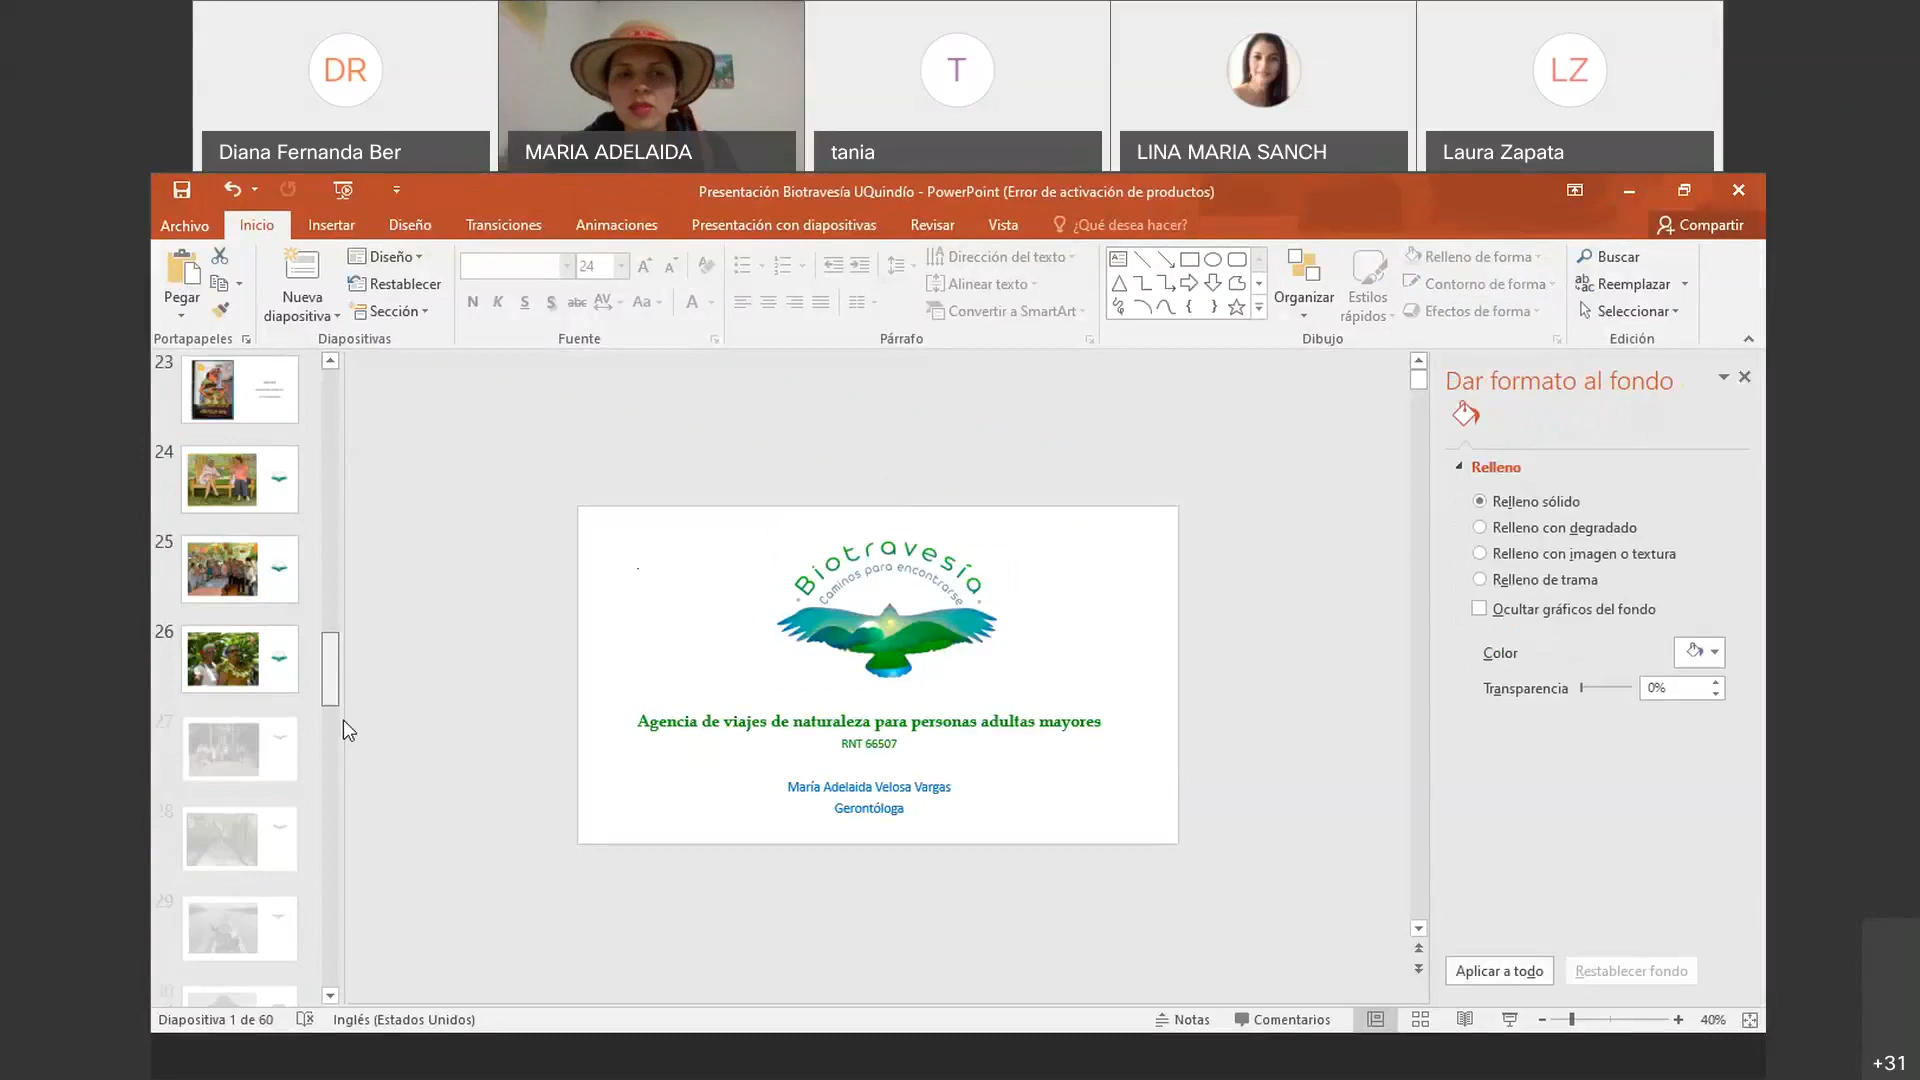 DR
T
LZ
Diana Fernanda Ber
MARIA ADELAIDA
tania
LINA MARIA SANCH
Laura Zapata
Presentación Biotravesía UQuindío - PowerPoint (Error de activación de productos)
Archivo
Inicio
Insertar
Diseño
Transiciones
Animaciones
Presentación con diapositivas
Revisar
Vista
¿Qué desea hacer?
Compartir
Pegar
Portapapeles
Nueva
diapositiva
Diseño
Restablecer
Sección
Diapositivas
24
N K S S abc AV Aa A
Fuente
Dirección del texto
Alinear texto
Convertir a SmartArt
Párrafo
Organizar
Estilos
rápidos
Relleno de forma
Contorno de forma
Efectos de forma
Dibujo
Buscar
Reemplazar
Seleccionar
Edición
23
24
25
26
27
28
29
Biotravesía
Caminos para encontrarse
Agencia de viajes de naturaleza para personas adultas mayores
RNT 66507
María Adelaida Velosa Vargas
Gerontóloga
Dar formato al fondo
Relleno
Relleno sólido
Relleno con degradado
Relleno con imagen o textura
Relleno de trama
Ocultar gráficos del fondo
Color
Transparencia
0%
Aplicar a todo
Restablecer fondo
Diapositiva 1 de 60
Inglés (Estados Unidos)
Notas
Comentarios
40%
+31